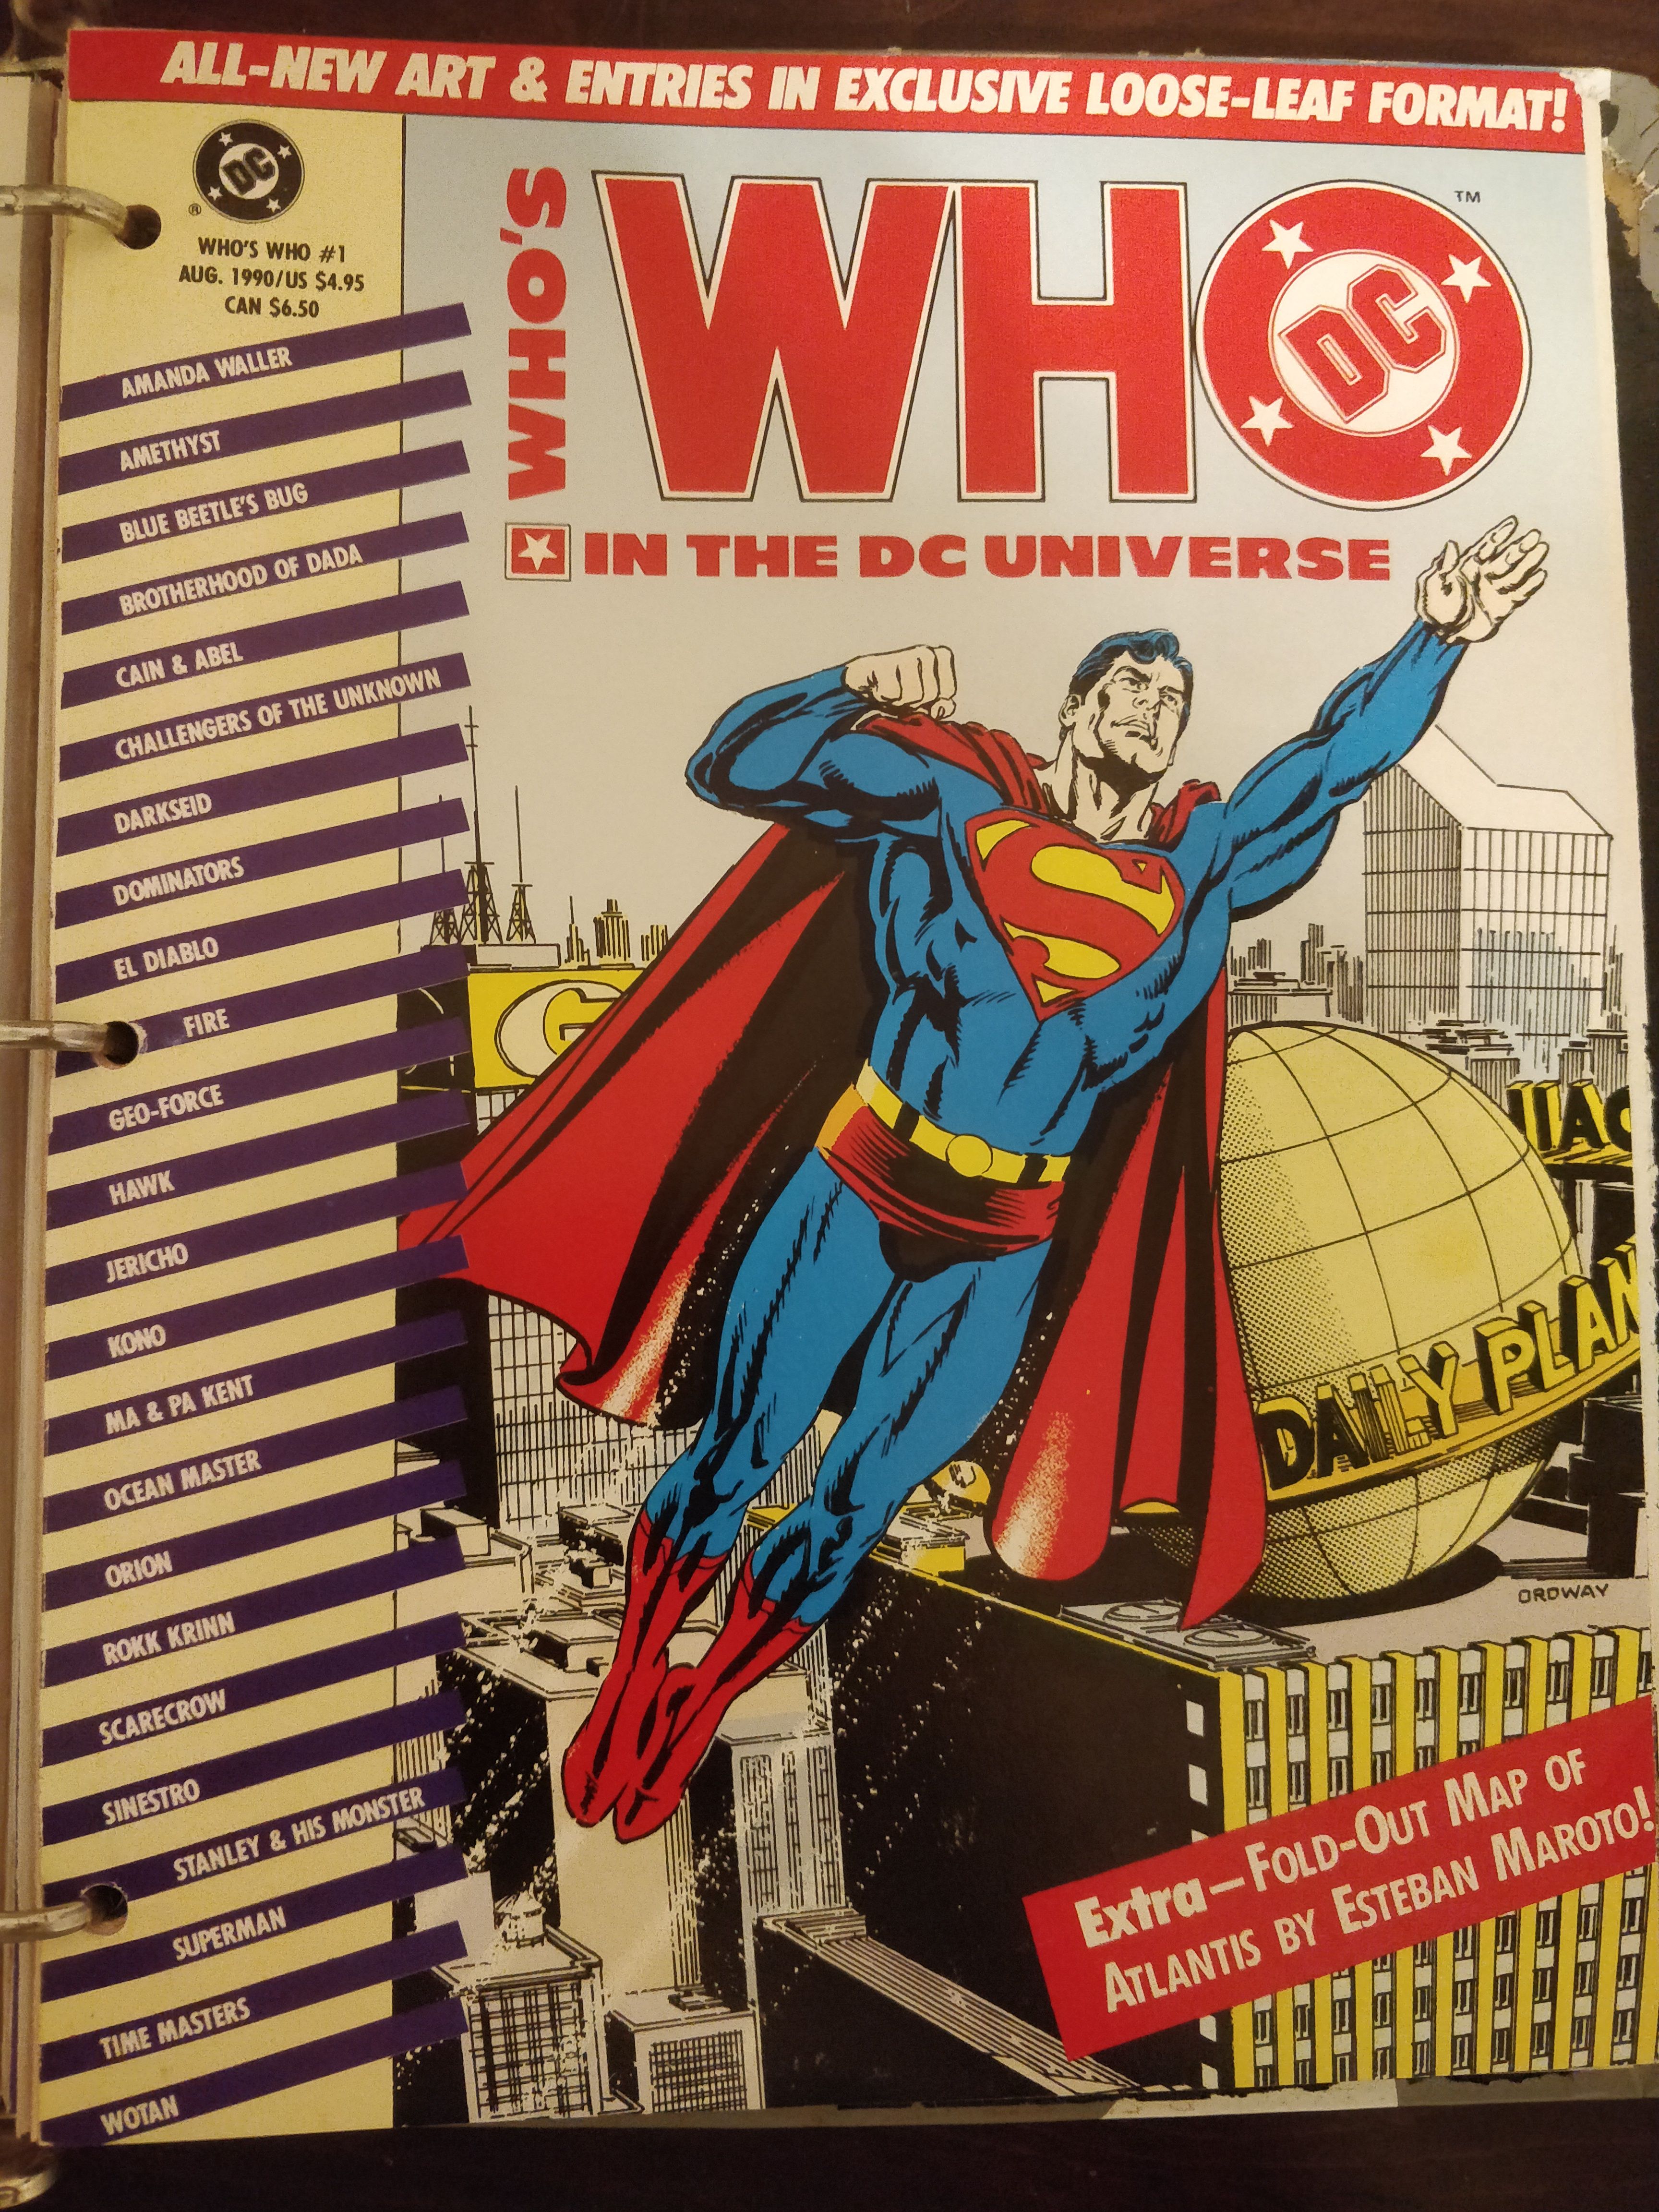 ALL-NEW ART & ENTRIES IN EXCLUSIVE LOOSE-LEAF FORMAT!
DC
®
WHO'S WHO #1
AUG. 1990/US $4.95
CAN $6.50
WHO'S
WHO
DC
TM
IN THE DC UNIVERSE
AMANDA WALLER
AMETHYST
BLUE BEETLE'S BUG
BROTHERHOOD OF DADA
CAIN & ABEL
CHALLENGERS OF THE UNKNOWN
DARKSEID
DOMINATORS
EL DIABLO
FIRE
GEO-FORCE
HAWK
JERICHO
KONO
MA & PA KENT
OCEAN MASTER
ORION
ROKK KRINN
SCARECROW
SINESTRO
STANLEY & HIS MONSTER
SUPERMAN
TIME MASTERS
WOTAN
S
G
DAILY PLAN
ORDWAY
Extra—FOLD-OUT MAP OF
ATLANTIS BY ESTEBAN MAROTO!